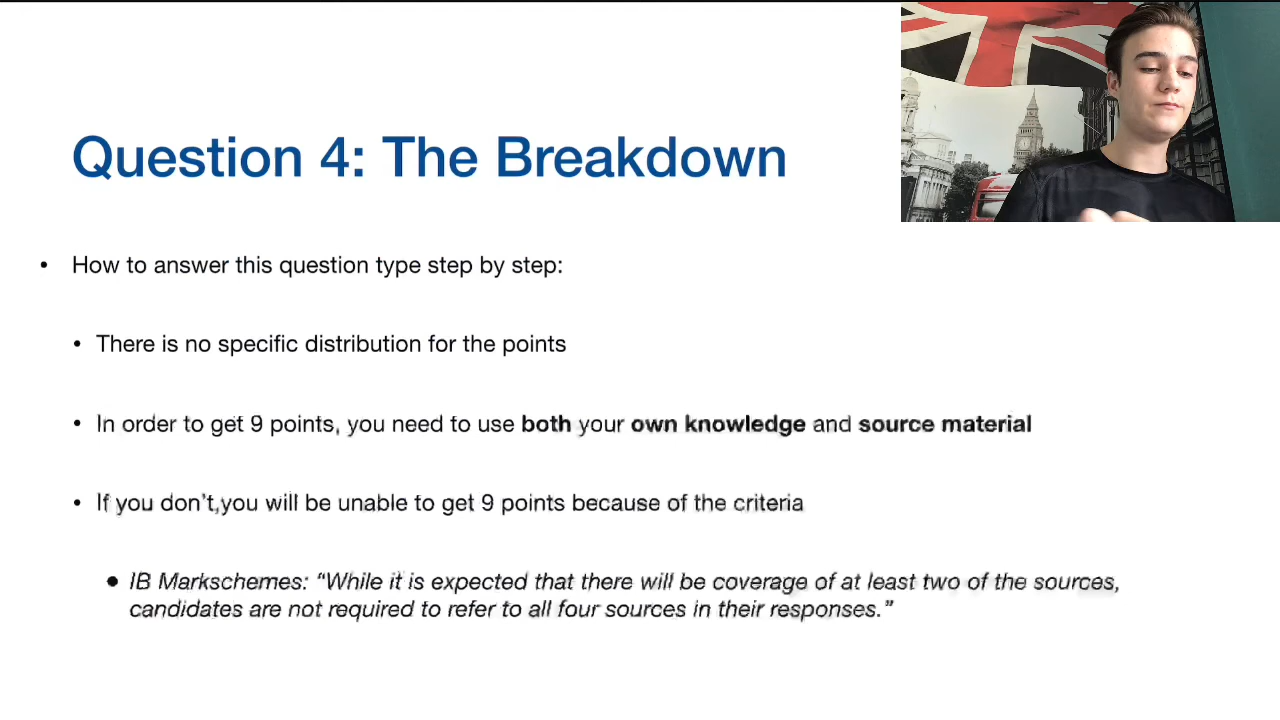 Question 4: The Breakdown
• How to answer this question type step by step:
• There is no specific distribution for the points
• In order to get 9 points, you need to use both your own knowledge and source material
• If you don't,you will be unable to get 9 points because of the criteria
• IB Markschemes: “While it is expected that there will be coverage of at least two of the sources,
candidates are not required to refer to all four sources in their responses.”